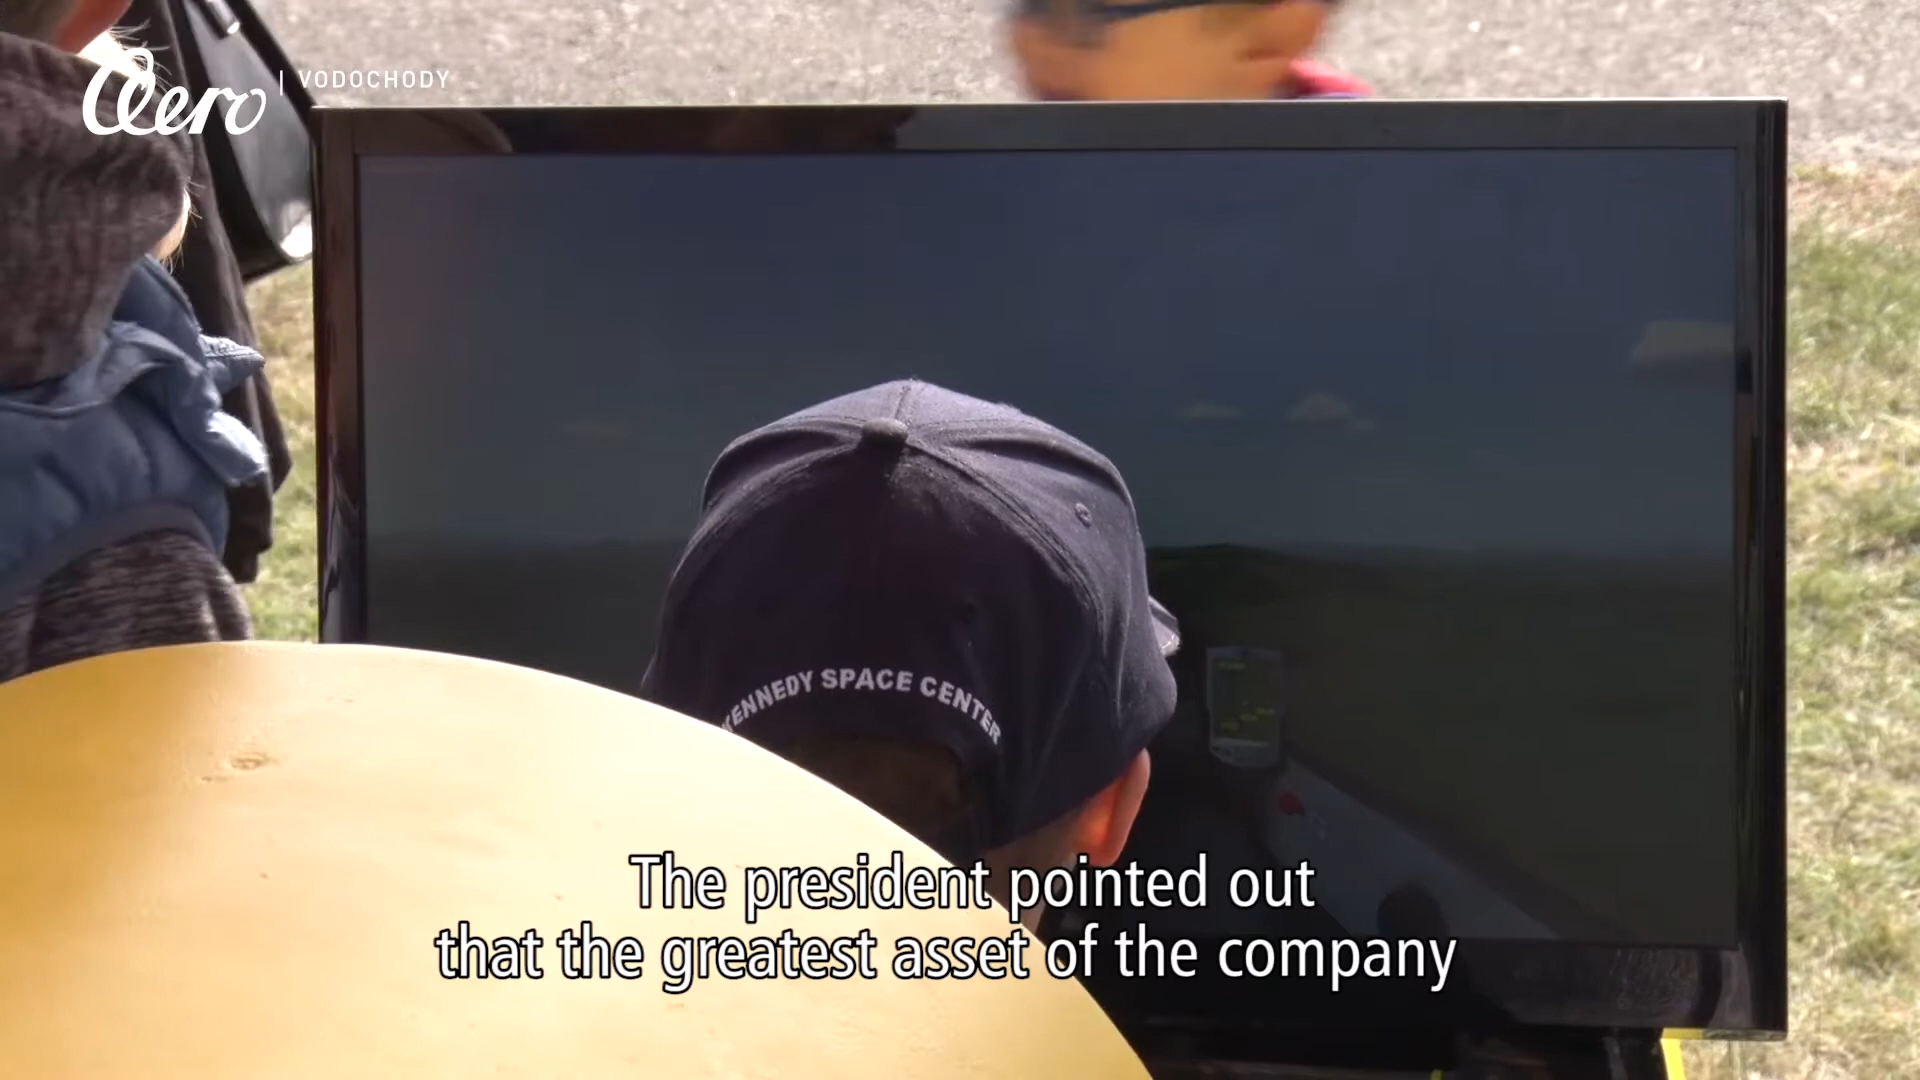 Aero | VODOCHODY
KENNEDY SPACE CENTER
The president pointed out
that the greatest asset of the company